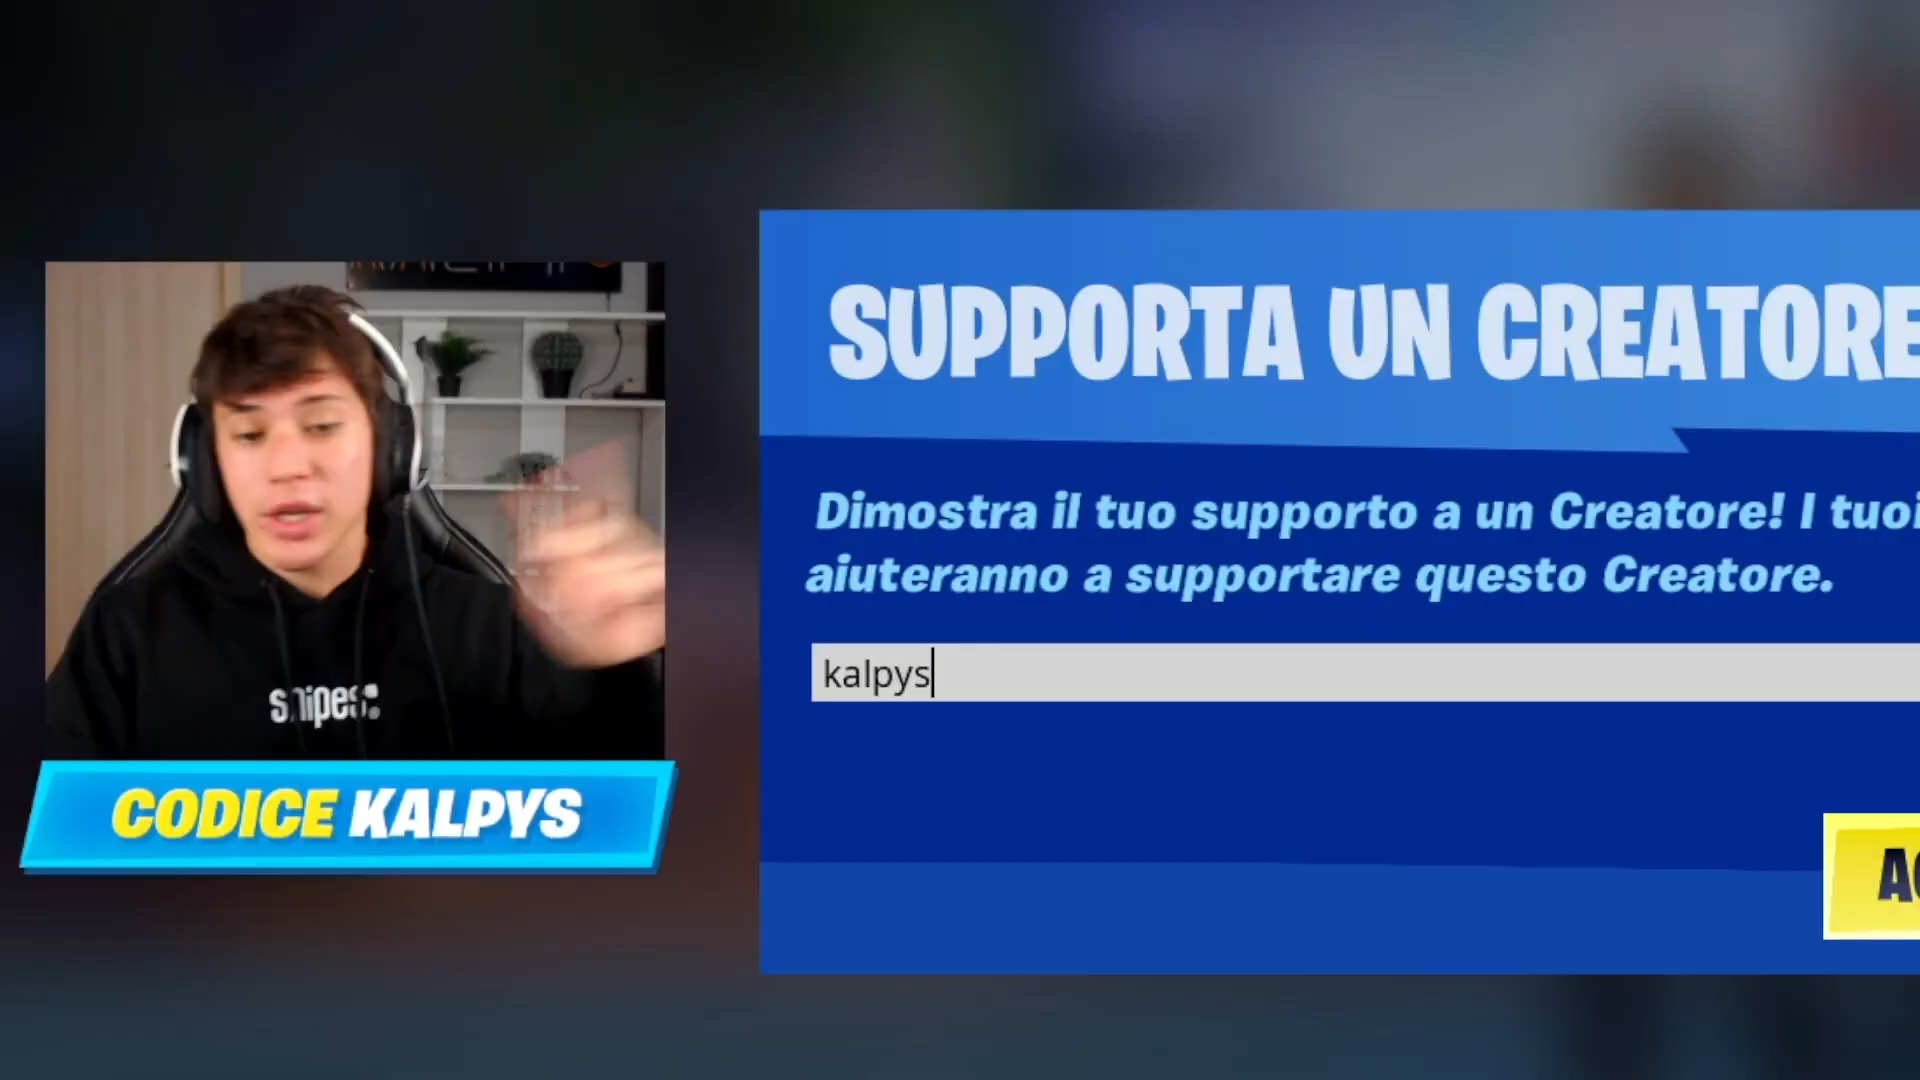 SUPPORTA UN CREATORE
Dimostra il tuo supporto a un Creatore! I tuoi
aiuteranno a supportare questo Creatore.
kalpys
snipes:
CODICE KALPYS